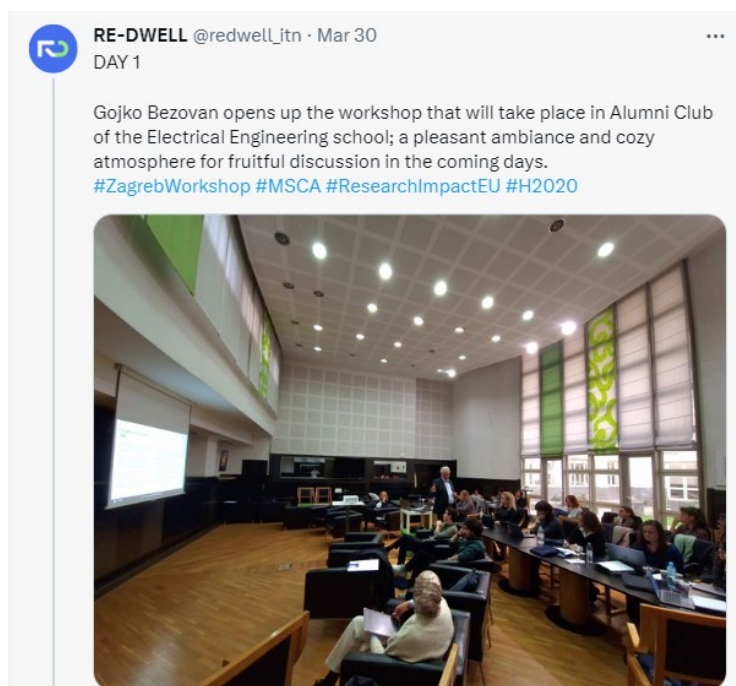 RE-DWELL @redwell_itn · Mar 30
DAY 1
Gojko Bezovan opens up the workshop that will take place in Alumni Club
of the Electrical Engineering school; a pleasant ambiance and cozy
atmosphere for fruitful discussion in the coming days.
#ZagrebWorkshop #MSCA #ResearchImpactEU #H2020